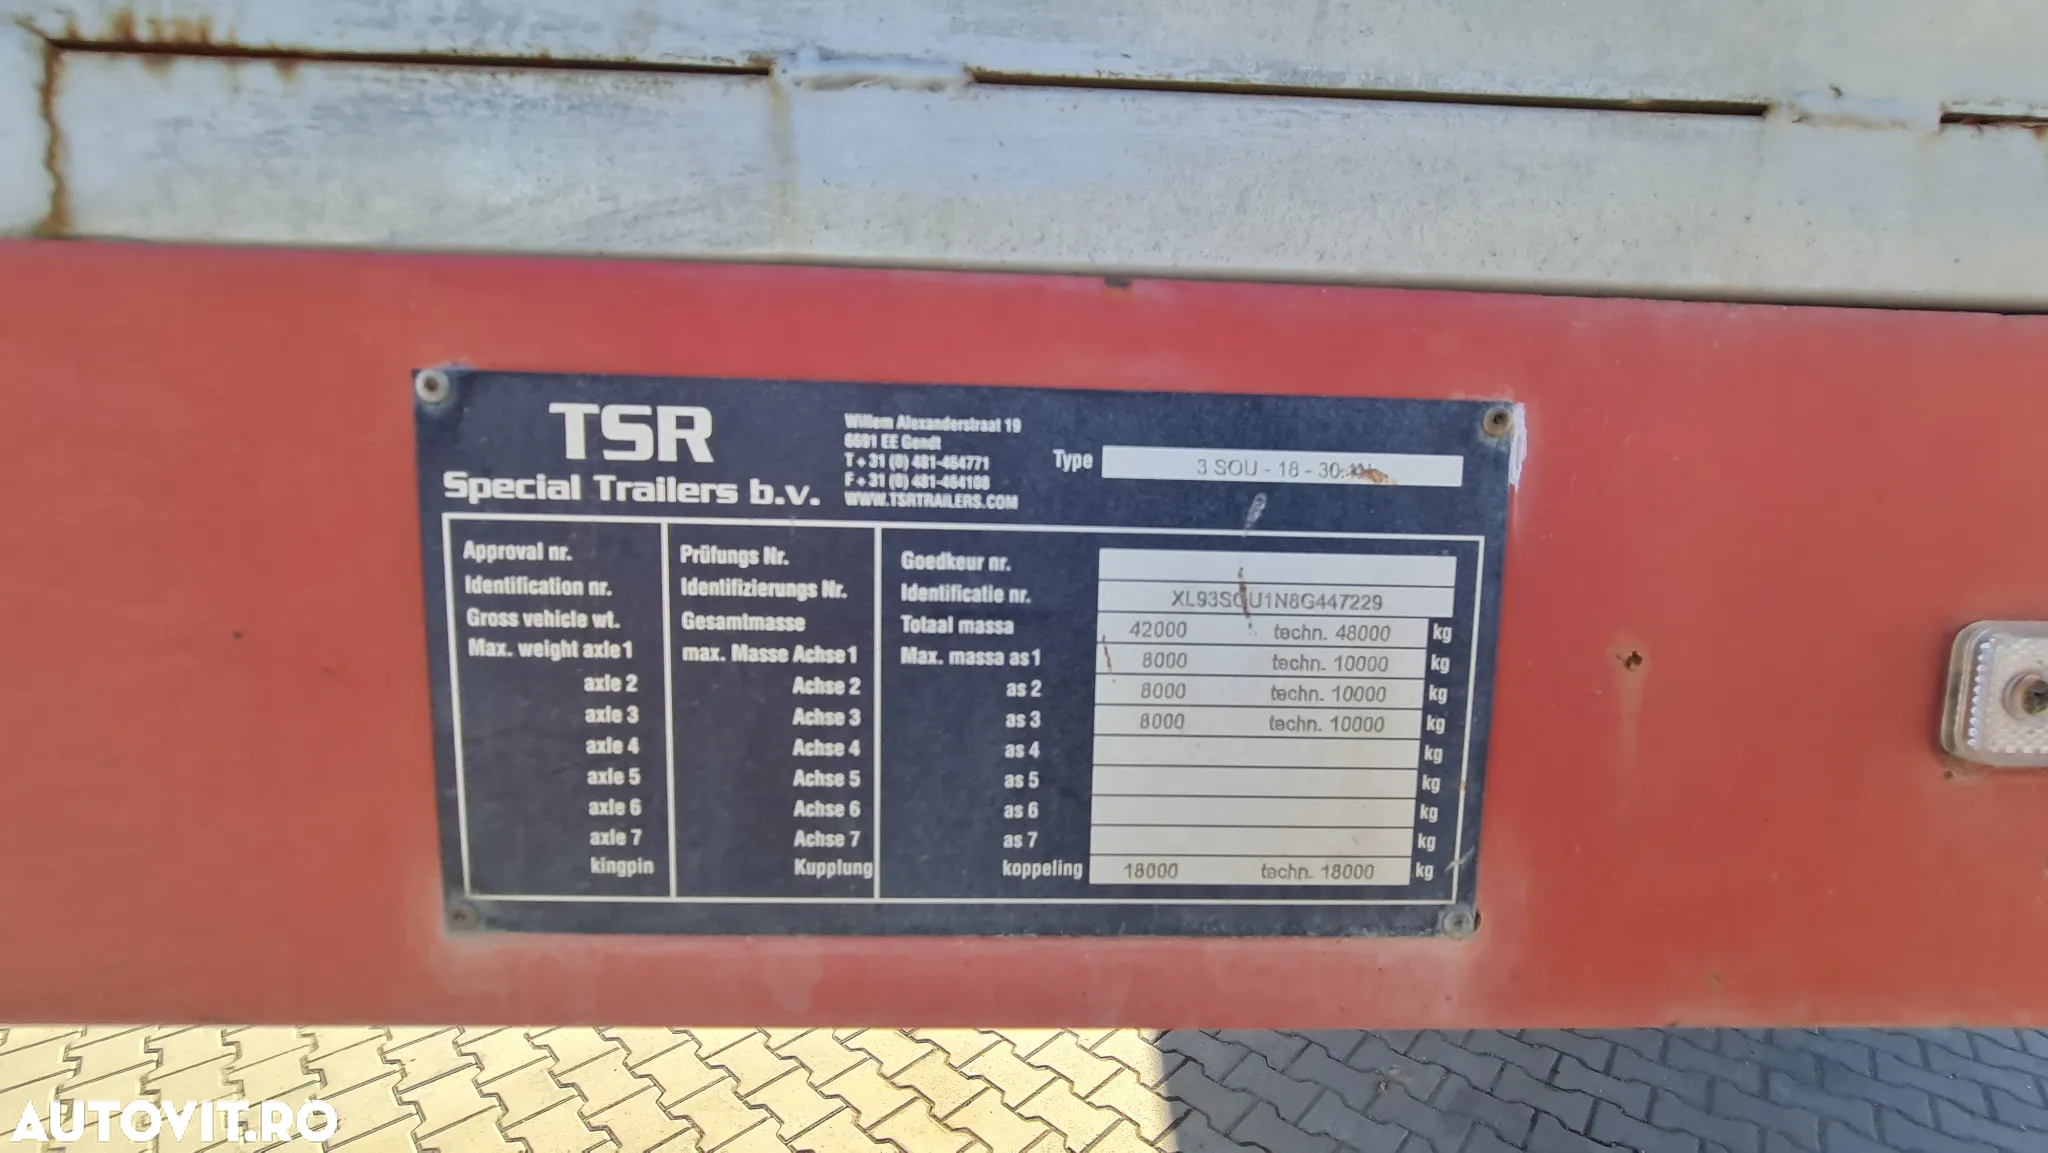 TSR
Special Trailers b.v.
Willem Alexanderstraat 19
6691 EE Gendt
T + 31 (0) 481-464771
F + 31 (0) 481-464108
WWW.TSRTRAILERS.COM
Type 3 SOU - 18 - 30.
Approval nr. Prüfungs Nr. Goedkeur nr.
Identification nr. Identifizierungs Nr. Identificatie nr. XL93SOU1N8G447229
Gross vehicle wt. Gesamtmasse Totaal massa 42000 techn. 48000 kg
Max. weight axle 1 max. Masse Achse 1 Max. massa as 1 8000 techn. 10000 kg
axle 2 Achse 2 as 2 8000 techn. 10000 kg
axle 3 Achse 3 as 3 8000 techn. 10000 kg
axle 4 Achse 4 as 4 kg
axle 5 Achse 5 as 5 kg
axle 6 Achse 6 as 6 kg
axle 7 Achse 7 as 7 kg
kingpin Kupplung koppeling 18000 techn. 18000 kg
AUTOVIT.RO